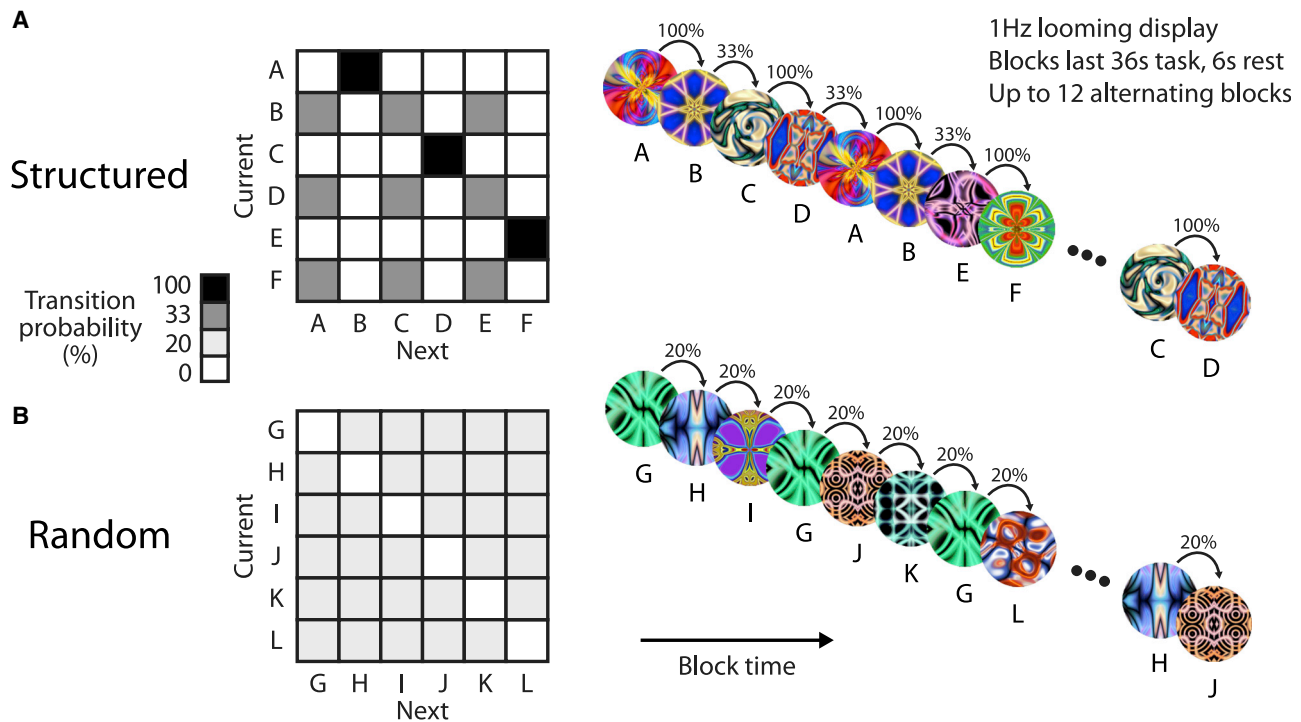 A
1Hz looming display
Blocks last 36s task, 6s rest
Up to 12 alternating blocks
Structured
Current
A
B
C
D
E
F
A B C D E F
Next
Transition
probability
(%)
100
33
20
0
100%
33%
100%
33%
100%
33%
100%
100%
A
B
C
D
A
B
E
F
C
D
B
Random
Current
G
H
I
J
K
L
G H I J K L
Next
20%
20%
20%
20%
20%
20%
20%
20%
G
H
I
G
J
K
G
L
H
J
Block time